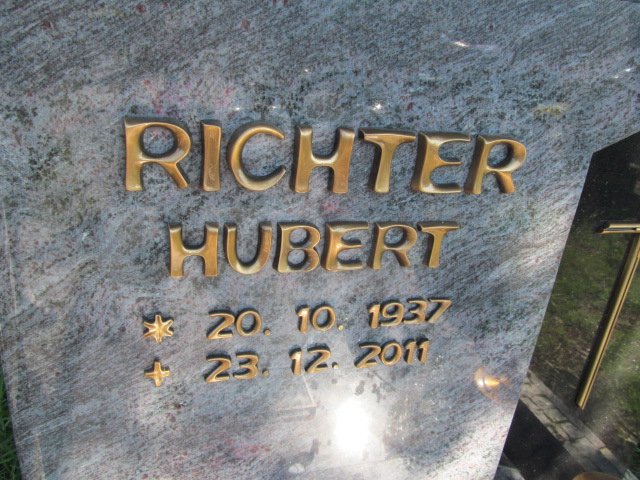 RICHTER
HUBERT
* 20. 10. 1937
+ 23. 12. 2011